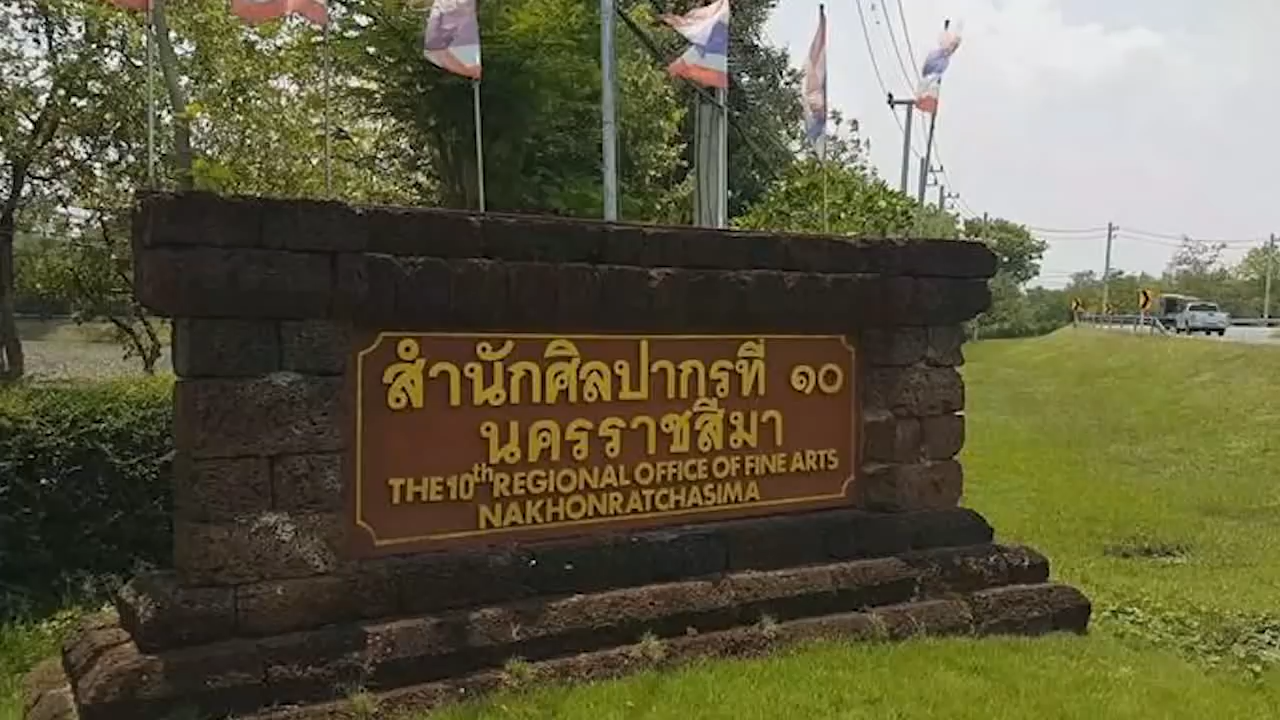 สำนักศิลปากรที่ ๑๐
นครราชสีมา
THE 10th REGIONAL OFFICE OF FINE ARTS
NAKHONRATCHASIMA